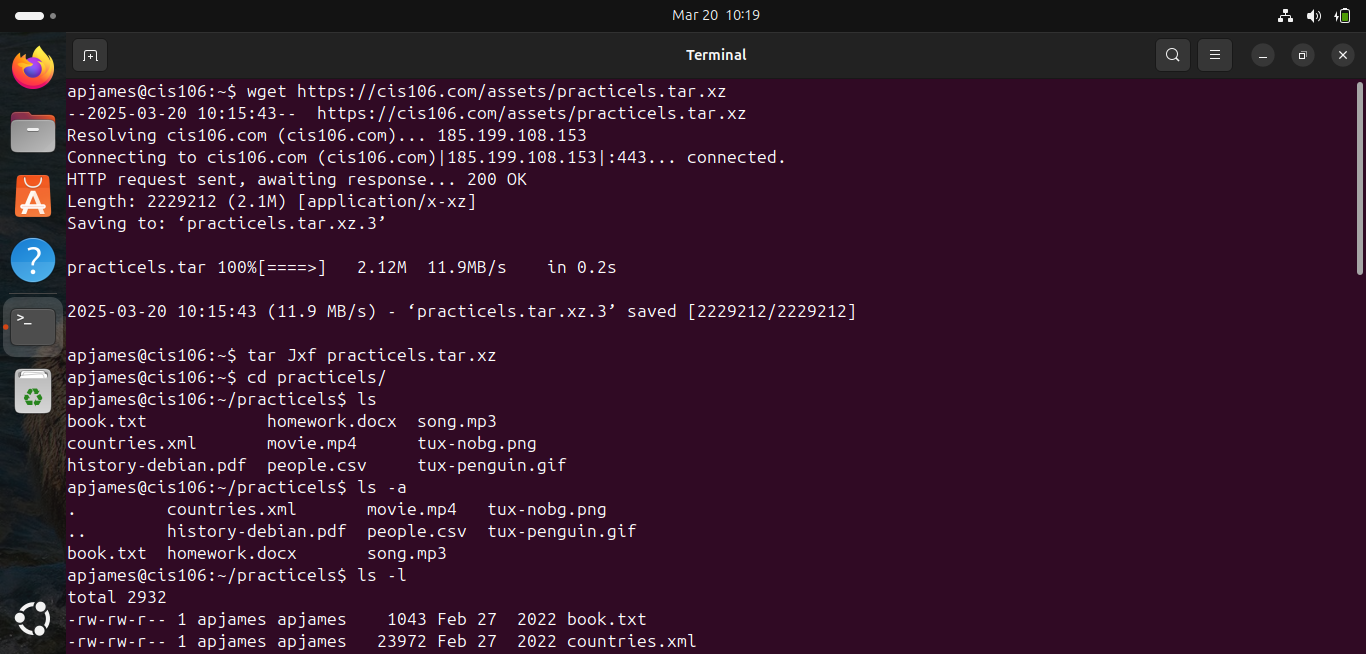 Mar 20 10:19
Terminal
apjames@cis106:~$ wget https://cis106.com/assets/practicels.tar.xz
--2025-03-20 10:15:43--  https://cis106.com/assets/practicels.tar.xz
Resolving cis106.com (cis106.com)... 185.199.108.153
Connecting to cis106.com (cis106.com)|185.199.108.153|:443... connected.
HTTP request sent, awaiting response... 200 OK
Length: 2229212 (2.1M) [application/x-xz]
Saving to: ‘practicels.tar.xz.3’
practicels.tar 100%[====>]   2.12M  11.9MB/s    in 0.2s
2025-03-20 10:15:43 (11.9 MB/s) - ‘practicels.tar.xz.3’ saved [2229212/2229212]
apjames@cis106:~$ tar Jxf practicels.tar.xz
apjames@cis106:~$ cd practicels/
apjames@cis106:~/practicels$ ls
book.txt            homework.docx  song.mp3
countries.xml       movie.mp4      tux-nobg.png
history-debian.pdf  people.csv     tux-penguin.gif
apjames@cis106:~/practicels$ ls -a
.         countries.xml       movie.mp4   tux-nobg.png
..        history-debian.pdf  people.csv  tux-penguin.gif
book.txt  homework.docx       song.mp3
apjames@cis106:~/practicels$ ls -l
total 2932
-rw-rw-r-- 1 apjames apjames    1043 Feb 27  2022 book.txt
-rw-rw-r-- 1 apjames apjames   23972 Feb 27  2022 countries.xml